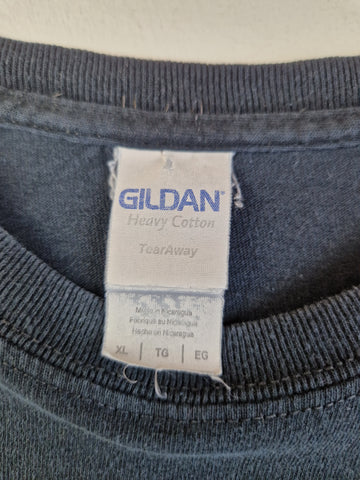 GILDAN®
Heavy Cotton
TearAway
Made in Nicaragua
Fabriqué au Nicaragua
Hecho en Nicaragua
XL | TG | EG